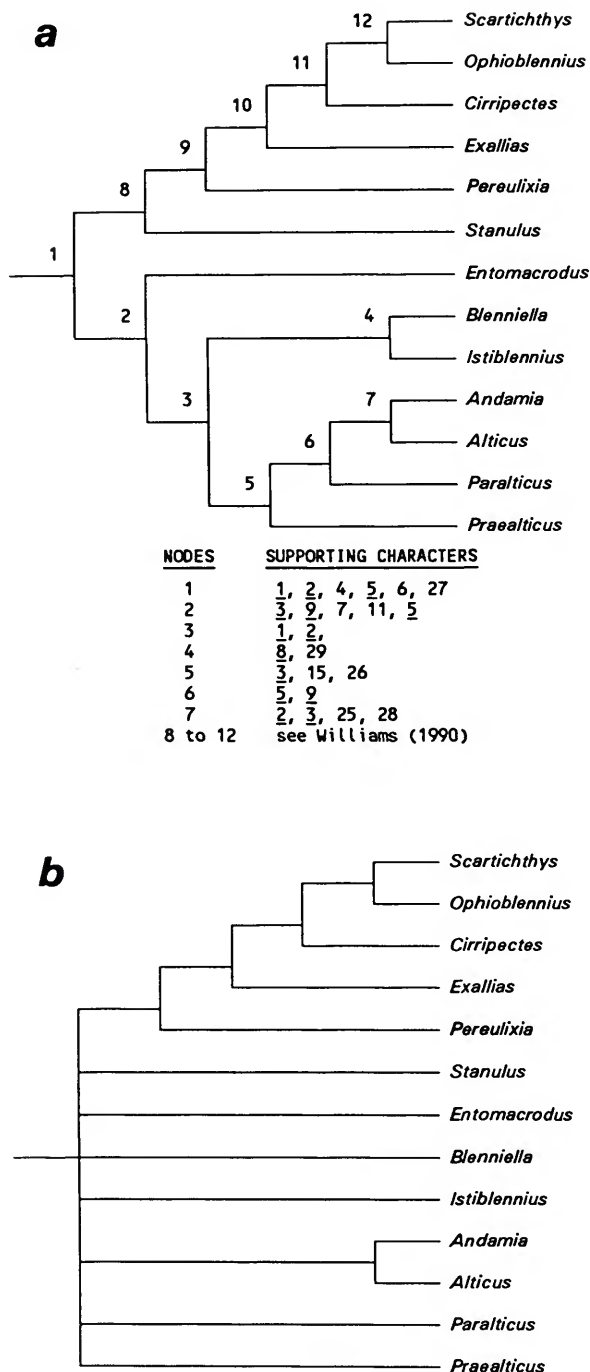 a
12
Scartichthys
Ophioblennius
11
Cirripectes
10
Exallias
9
Pereulixia
8
Stanulus
1
Entomacrodus
2
4
Blenniella
Istiblennius
3
7
Andamia
Alticus
6
Paralticus
5
Praealticus
NODES SUPPORTING CHARACTERS
1 1, 2, 4, 5, 6, 27
2 3, 9, 7, 11, 5
3 1, 2,
4 8, 29
5 3, 15, 26
6 5, 9
7 2, 3, 25, 28
8 to 12 see Williams (1990)
b
Scartichthys
Ophioblennius
Cirripectes
Exallias
Pereulixia
Stanulus
Entomacrodus
Blenniella
Istiblennius
Andamia
Alticus
Paralticus
Praealticus